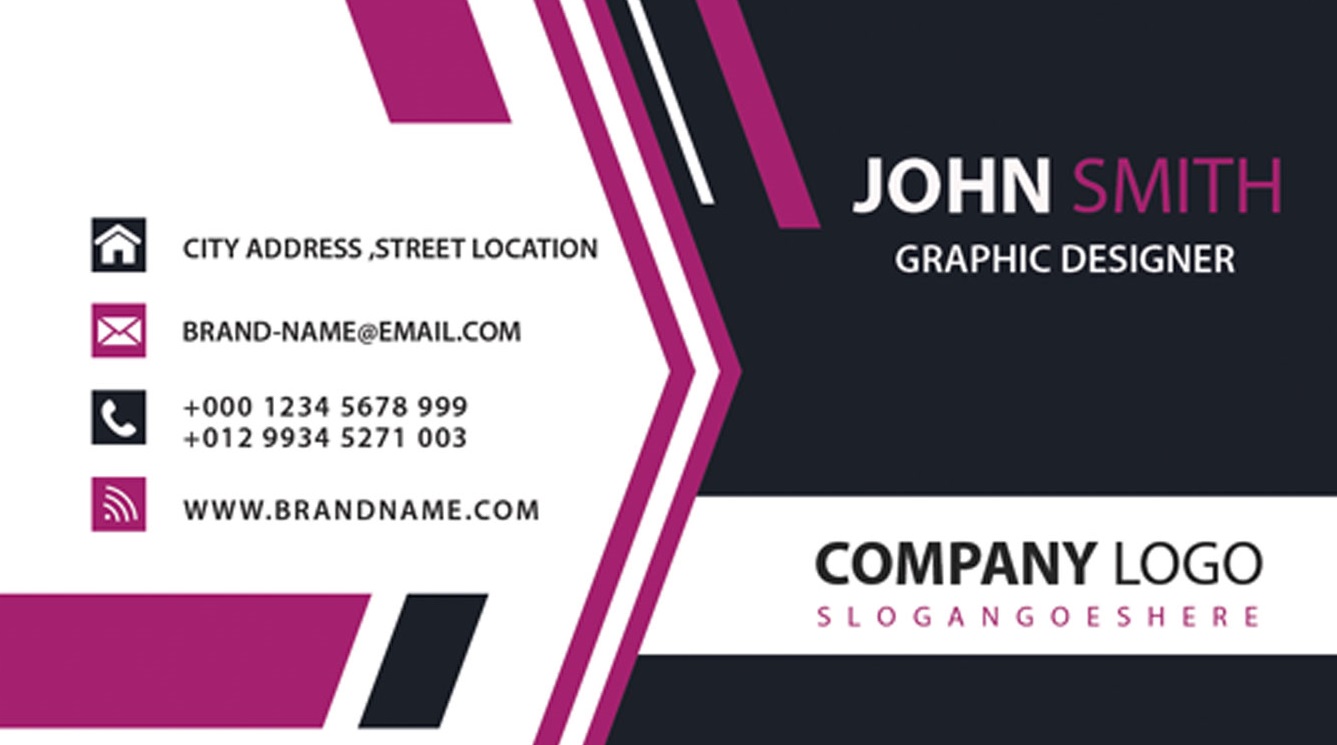 CITY ADDRESS ,STREET LOCATION
BRAND-NAME@EMAIL.COM
+000 1234 5678 999
+012 9934 5271 003
WWW.BRANDNAME.COM
JOHN SMITH
GRAPHIC DESIGNER
COMPANY LOGO
SLOGANGOESHERE